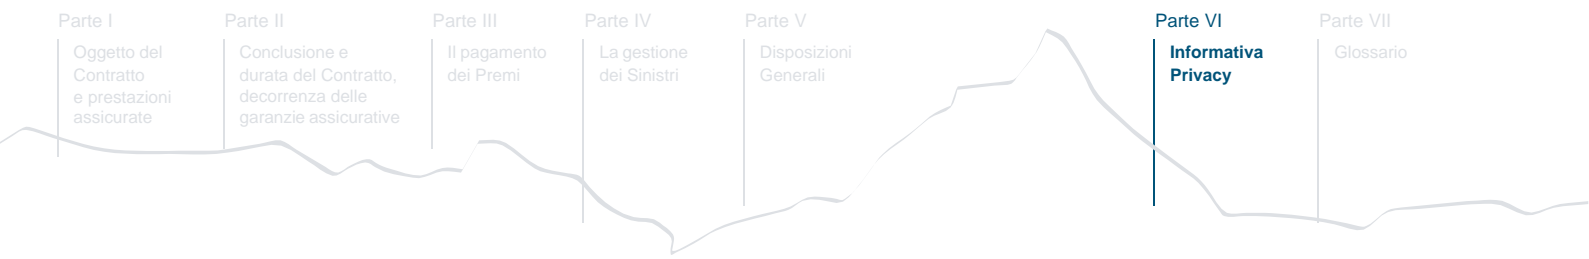 Parte I
Oggetto del
Contratto
e prestazioni
assicurate
Parte II
Conclusione e
durata del Contratto,
decorrenza delle
garanzie assicurative
Parte III
Il pagamento
dei Premi
Parte IV
La gestione
dei Sinistri
Parte V
Disposizioni
Generali
Parte VI
Informativa
Privacy
Parte VII
Glossario